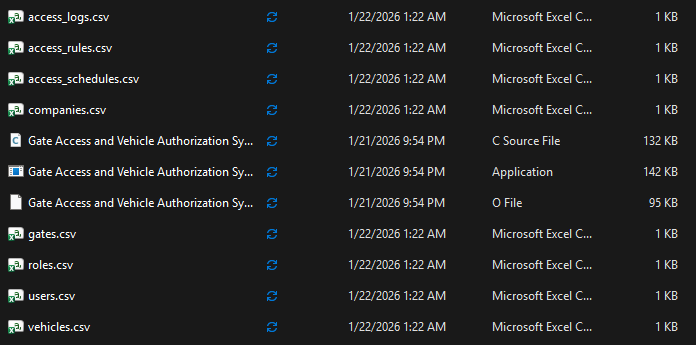 access_logs.csv 1/22/2026 1:22 AM Microsoft Excel C... 1 KB
access_rules.csv 1/22/2026 1:22 AM Microsoft Excel C... 1 KB
access_schedules.csv 1/22/2026 1:22 AM Microsoft Excel C... 1 KB
companies.csv 1/22/2026 1:22 AM Microsoft Excel C... 1 KB
Gate Access and Vehicle Authorization Sy... 1/21/2026 9:54 PM C Source File 132 KB
Gate Access and Vehicle Authorization Sy... 1/21/2026 9:54 PM Application 142 KB
Gate Access and Vehicle Authorization Sy... 1/21/2026 9:54 PM O File 95 KB
gates.csv 1/22/2026 1:22 AM Microsoft Excel C... 1 KB
roles.csv 1/22/2026 1:22 AM Microsoft Excel C... 1 KB
users.csv 1/22/2026 1:22 AM Microsoft Excel C... 1 KB
vehicles.csv 1/22/2026 1:22 AM Microsoft Excel C... 1 KB